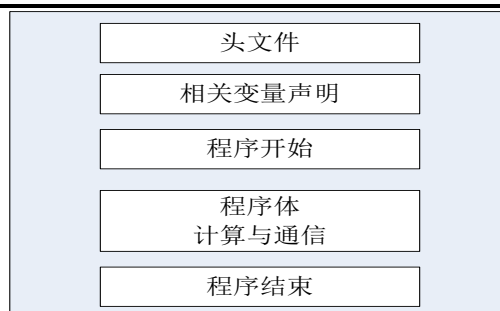 头文件
相关变量声明
程序开始
程序体
计算与通信
程序结束